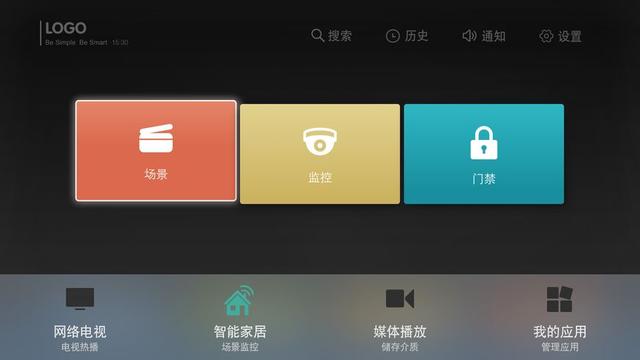 LOGO
Be Simple Be Smart 15:30
搜索
历史
通知
设置
场景
监控
门禁
网络电视
智能家居
媒体播放
我的应用
电视热播
场景监控
储存介质
管理应用